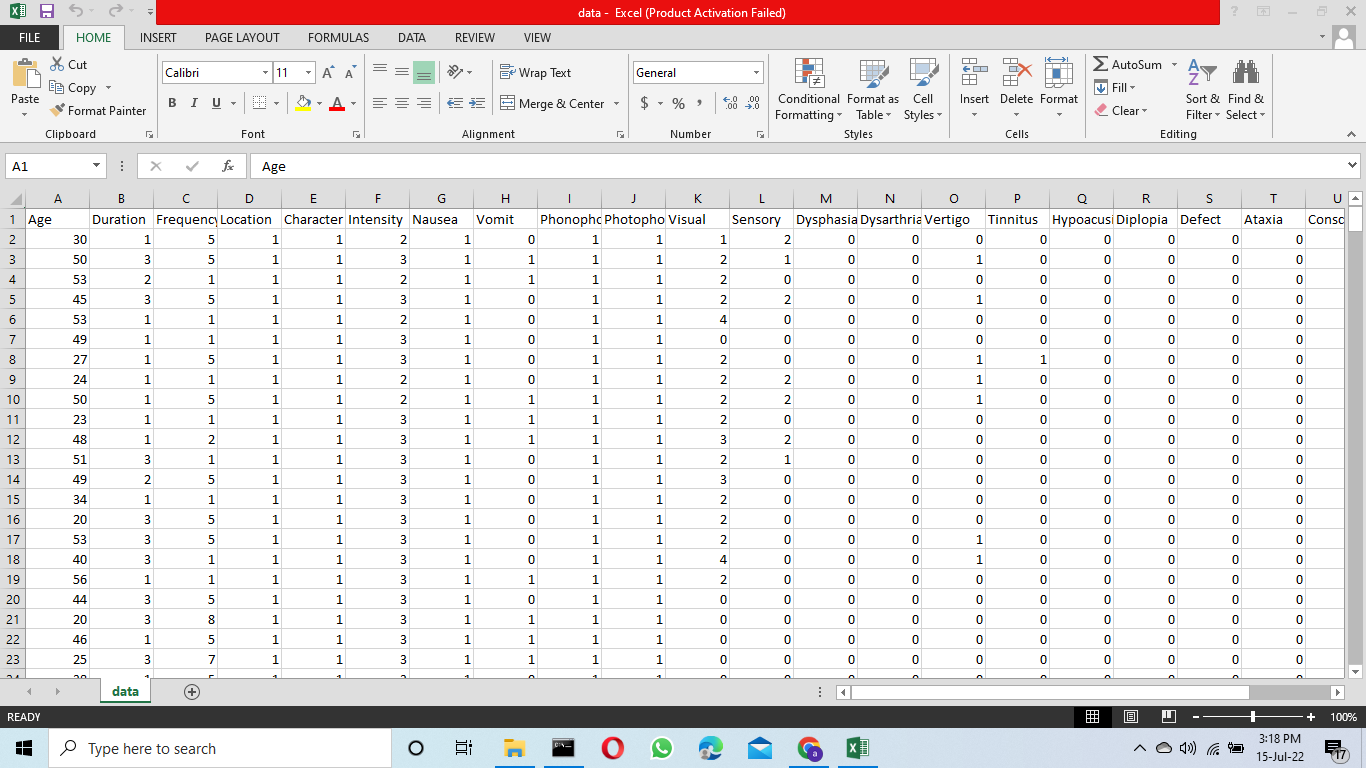 data - Excel (Product Activation Failed)
FILE HOME INSERT PAGE LAYOUT FORMULAS DATA REVIEW VIEW
Paste
Cut
Copy
Format Painter
Clipboard
Calibri 11
B I U A
Font
Wrap Text
Merge & Center
Alignment
General
$ % ,
Number
Conditional Formatting
Format as Table
Cell Styles
Styles
Insert Delete Format
Cells
AutoSum
Fill
Clear
Sort & Filter
Find & Select
Editing
A1 fx Age
A B C D E F G H I J K L M N O P Q R S T U
1 Age Duration Frequency Location Character Intensity Nausea Vomit Phonopho Photopho Visual Sensory Dysphasia Dysarthria Vertigo Tinnitus Hypoacusi Diplopia Defect Ataxia Consc
2 30 1 5 1 1 2 1 0 1 1 1 2 0 0 0 0 0 0 0 0
3 50 3 5 1 1 3 1 1 1 1 2 1 0 0 1 0 0 0 0 0
4 53 2 1 1 1 2 1 1 1 1 2 0 0 0 0 0 0 0 0 0
5 45 3 5 1 1 3 1 0 1 1 2 2 0 0 1 0 0 0 0 0
6 53 1 1 1 1 2 1 0 1 1 4 0 0 0 0 0 0 0 0 0
7 49 1 1 1 1 3 1 0 1 1 0 0 0 0 0 0 0 0 0 0
8 27 1 5 1 1 3 1 0 1 1 2 0 0 0 1 1 0 0 0 0
9 24 1 1 1 1 2 1 0 1 1 2 2 0 0 1 0 0 0 0 0
10 50 1 5 1 1 2 1 1 1 1 2 2 0 0 1 0 0 0 0 0
11 23 1 1 1 1 3 1 0 1 1 2 0 0 0 0 0 0 0 0 0
12 48 1 2 1 1 3 1 1 1 1 3 2 0 0 0 0 0 0 0 0
13 51 3 1 1 1 3 1 0 1 1 2 1 0 0 0 0 0 0 0 0
14 49 2 5 1 1 3 1 0 1 1 3 0 0 0 0 0 0 0 0 0
15 34 1 1 1 1 3 1 0 1 1 2 0 0 0 0 0 0 0 0 0
16 20 3 5 1 1 3 1 0 1 1 2 0 0 0 0 0 0 0 0 0
17 53 3 5 1 1 3 1 0 1 1 2 0 0 0 1 0 0 0 0 0
18 40 3 1 1 1 3 1 0 1 1 4 0 0 0 1 0 0 0 0 0
19 56 1 1 1 1 3 1 1 1 1 2 0 0 0 0 0 0 0 0 0
20 44 3 5 1 1 3 1 0 1 1 0 0 0 0 0 0 0 0 0 0
21 20 3 8 1 1 3 1 1 1 1 0 0 0 0 0 0 0 0 0 0
22 46 1 5 1 1 3 1 1 1 1 0 0 0 0 0 0 0 0 0 0
23 25 3 7 1 1 3 1 1 1 1 0 0 0 0 0 0 0 0 0 0
data
READY 100%
Type here to search
3:18 PM
15-Jul-22
17